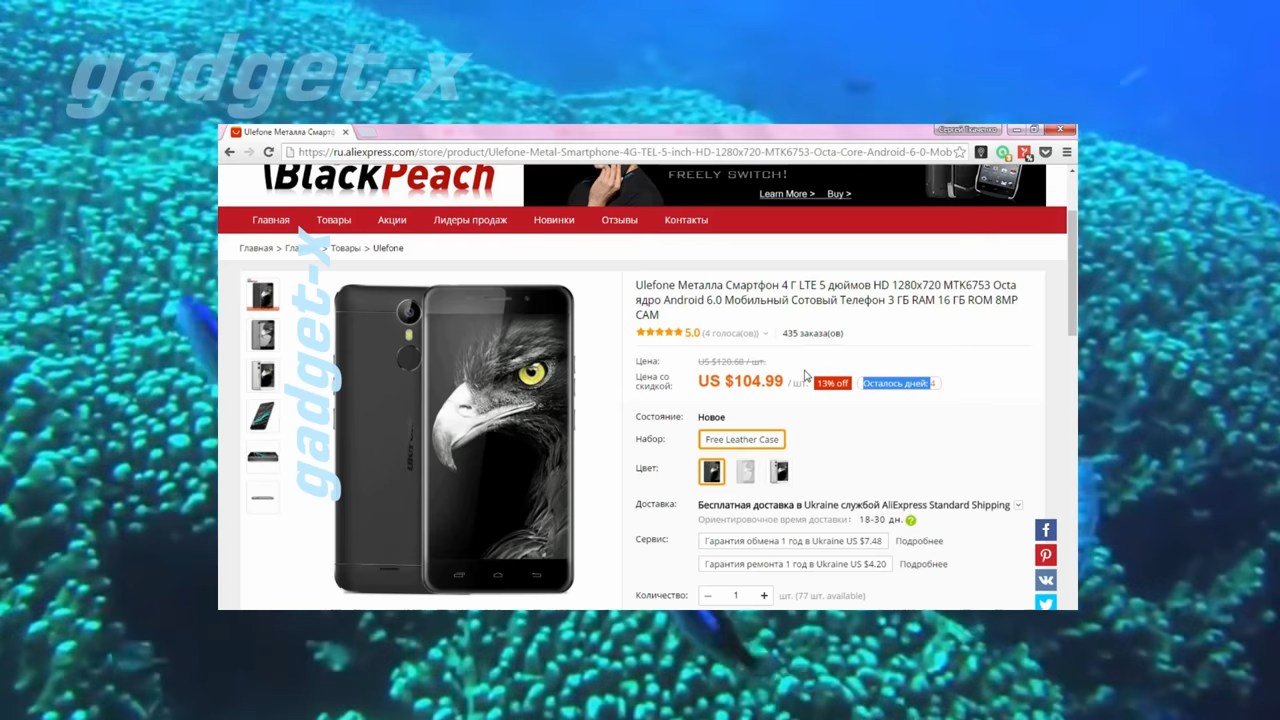 gadget-x
Ulefone Металла Смартф
Сергей Ткаченко
https://ru.aliexpress.com/store/product/Ulefone-Metal-Smartphone-4G-TEL-5-inch-HD-1280x720-MTK6753-Octa-Core-Android-6-0-Mob
BlackPeach
FREELY SWITCH!
Learn More > Buy >
Главная Товары Акции Лидеры продаж Новинки Отзывы Контакты
Главная > > Товары > Ulefone
gadget-x
Ulefone Металла Смартфон 4 Г LTE 5 дюймов HD 1280x720 MTK6753 Octa
ядро Android 6.0 Мобильный Сотовый Телефон 3 ГБ RAM 16 ГБ ROM 8MP
CAM
5.0 (4 голоса(ов)) 435 заказа(ов)
Цена: US $120.68 / шт.
Цена со скидкой: US $104.99 / шт. 13% off Осталось дней: 4
Состояние: Новое
Набор: Free Leather Case
Цвет:
Доставка: Бесплатная доставка в Ukraine службой AliExpress Standard Shipping
Ориентировочное время доставки: 18-30 дн. ?
Сервис: Гарантия обмена 1 год в Ukraine US $7.48 Подробнее
Гарантия ремонта 1 год в Ukraine US $4.20 Подробнее
Количество: – 1 + шт. (77 шт. available)